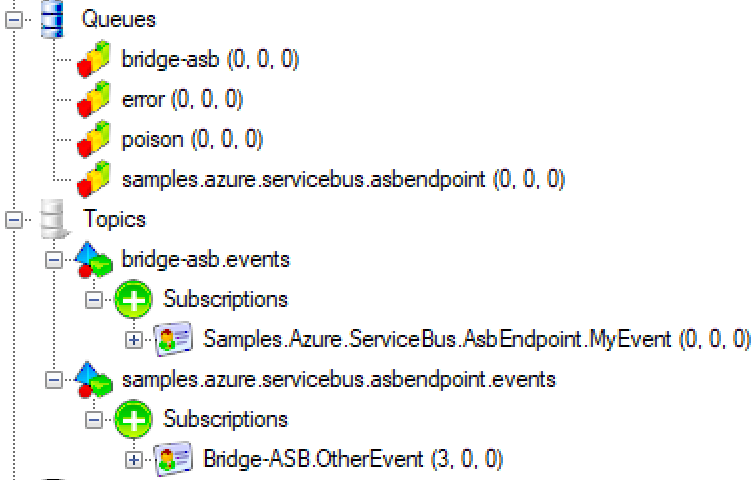 Queues
bridge-asb (0, 0, 0)
error (0, 0, 0)
poison (0, 0, 0)
samples.azure.servicebus.asbendpoint (0, 0, 0)
Topics
bridge-asb.events
Subscriptions
Samples.Azure.ServiceBus.AsbEndpoint.MyEvent (0, 0, 0)
samples.azure.servicebus.asbendpoint.events
Subscriptions
Bridge-ASB.OtherEvent (3, 0, 0)